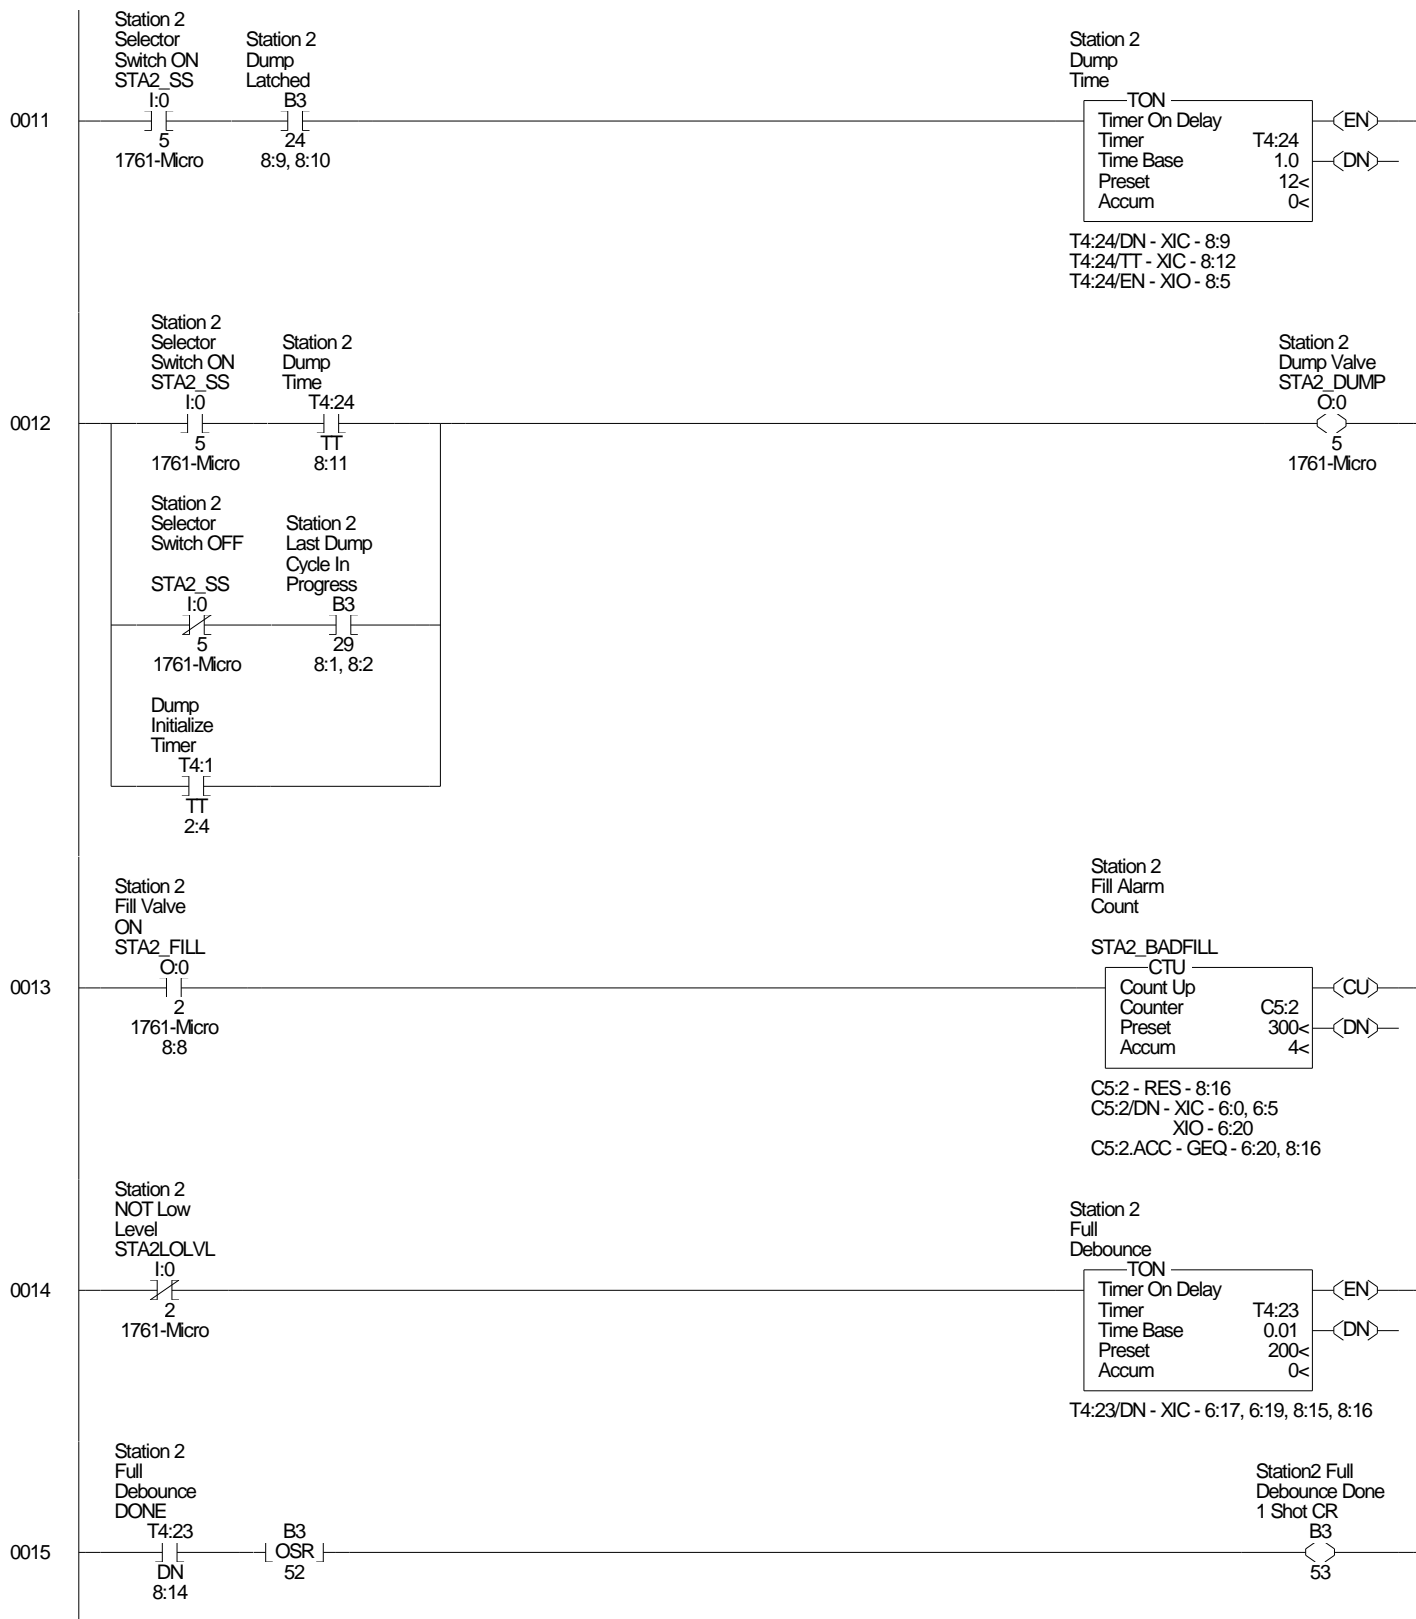 Station 2
Selector
Switch ON
STA2_SS
I:0
5
1761-Micro
Station 2
Dump
Latched
B3
24
8:9, 8:10
Station 2
Dump
Time
TON
Timer On Delay
Timer T4:24
Time Base 1.0
Preset 12<
Accum 0<
EN
DN
0011
T4:24/DN - XIC - 8:9
T4:24/TT - XIC - 8:12
T4:24/EN - XIO - 8:5
Station 2
Selector
Switch ON
STA2_SS
I:0
5
1761-Micro
Station 2
Dump
Time
T4:24
TT
8:11
Station 2
Dump Valve
STA2_DUMP
O:0
5
1761-Micro
0012
Station 2
Selector
Switch OFF
STA2_SS
I:0
5
1761-Micro
Station 2
Last Dump
Cycle In
Progress
B3
29
8:1, 8:2
Dump
Initialize
Timer
T4:1
TT
2:4
Station 2
Fill Valve
ON
STA2_FILL
O:0
2
1761-Micro
8:8
0013
Station 2
Fill Alarm
Count
STA2_BADFILL
CTU
Count Up
Counter C5:2
Preset 300<
Accum 4<
CU
DN
C5:2 - RES - 8:16
C5:2/DN - XIC - 6:0, 6:5
XIO - 6:20
C5:2.ACC - GEQ - 6:20, 8:16
Station 2
NOT Low
Level
STA2LOLVL
I:0
2
1761-Micro
0014
Station 2
Full
Debounce
TON
Timer On Delay
Timer T4:23
Time Base 0.01
Preset 200<
Accum 0<
EN
DN
T4:23/DN - XIC - 6:17, 6:19, 8:15, 8:16
Station 2
Full
Debounce
DONE
T4:23
DN
8:14
B3
OSR
52
0015
Station2 Full
Debounce Done
1 Shot CR
B3
53